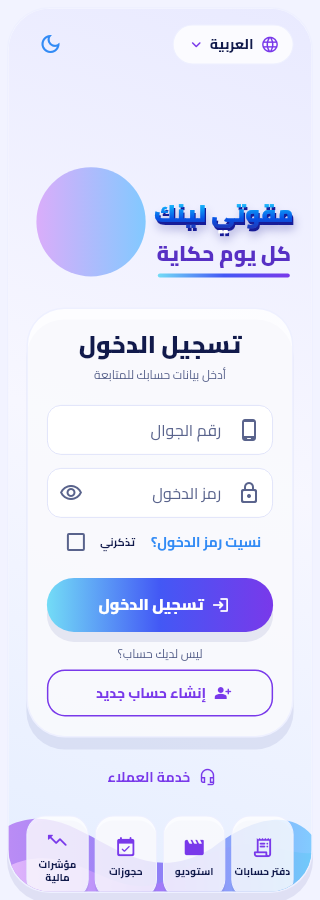 العربية
مقوتي لينك
كل يوم حكاية
تسجيل الدخول
أدخل بيانات حسابك للمتابعة
رقم الجوال
رمز الدخول
نسيت رمز الدخول؟ تذكرني
تسجيل الدخول
ليس لديك حساب؟
إنشاء حساب جديد
خدمة العملاء
دفتر حسابات
استوديو
حجوزات
مؤشرات
مالية